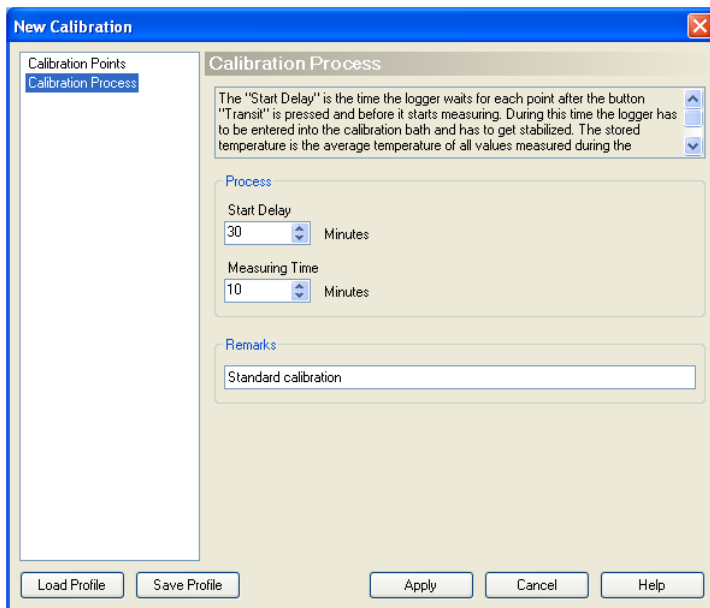 New Calibration
Calibration Points
Calibration Process
Calibration Process
The "Start Delay" is the time the logger waits for each point after the button
"Transit" is pressed and before it starts measuring. During this time the logger has
to be entered into the calibration bath and has to get stabilized. The stored
temperature is the average temperature of all values measured during the
Process
Start Delay
30 Minutes
Measuring Time
10 Minutes
Remarks
Standard calibration
Load Profile Save Profile Apply Cancel Help